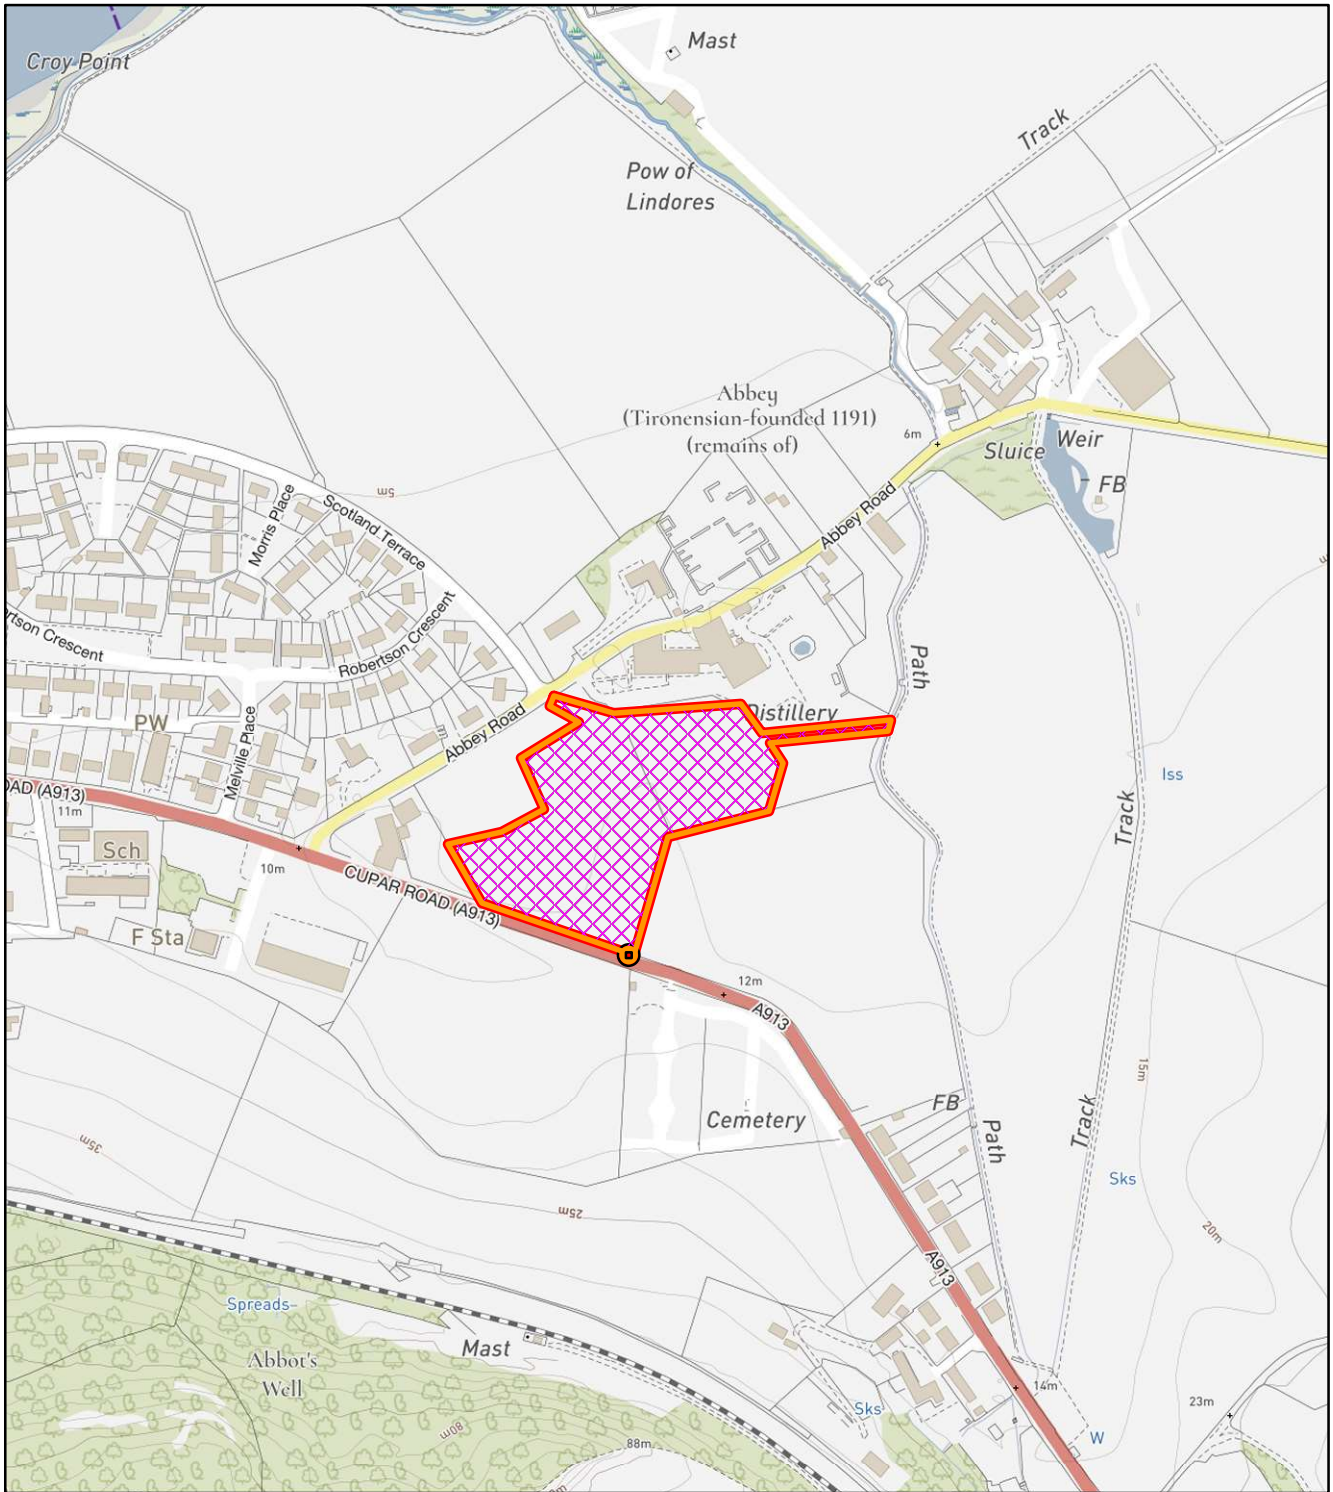 Mast
Croy Point
Track
Pow of
Lindores
Abbey
(Tironensian-founded 1191)
(remains of)
6m
Weir
Sluice
FB
5m
Scotland Terrace
Morris Place
Abbey Road
Robertson Crescent
Crescent
Path
PW
Distillery
Abbey Road
Melville Place
Iss
(A913)
11m
Track
Sch
10m
CUPAR ROAD (A913)
F Sta
12m
A913
15m
FB
Cemetery
Path
Track
35m
Sks
25m
20m
A913
Spreads
Mast
Abbot's
Well
14m
23m
Sks
80m
W
88m